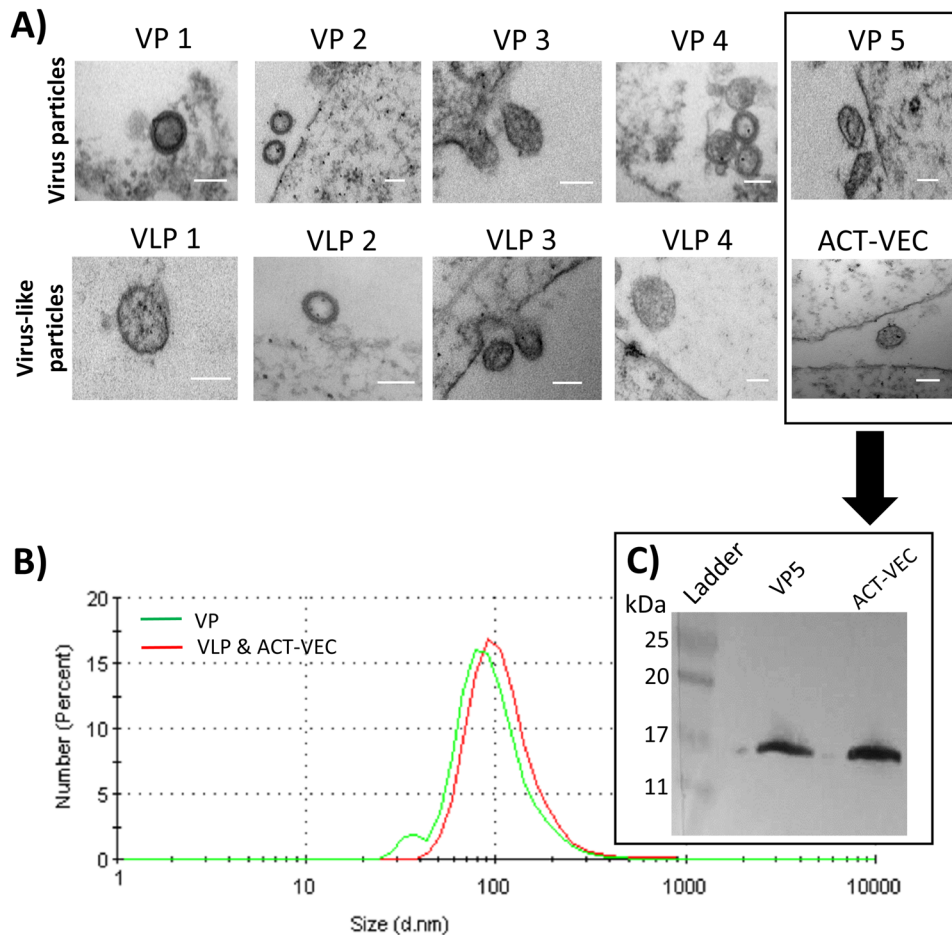 A)
VP 1
VP 2
VP 3
VP 4
VP 5
Virus particles
VLP 1
VLP 2
VLP 3
VLP 4
ACT-VEC
Virus-like
particles
B)
20
15
10
5
0
Number (Percent)
VP
VLP & ACT-VEC
1
10
100
1000
10000
Size (d.nm)
C)
Ladder
VP5
ACT-VEC
kDa
25
20
17
11